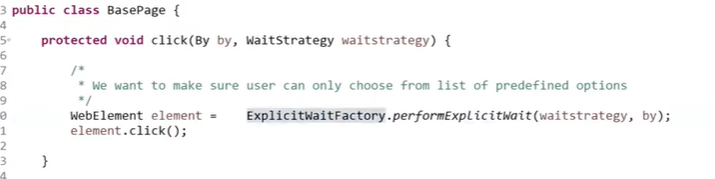 3 public class BasePage {
4
5 protected void click(By by, WaitStrategy waitstrategy) {
6
7 /*
8 * We want to make sure user can only choose from list of predefined options
9 */
0 WebElement element = ExplicitWaitFactory.performExplicitWait(waitstrategy, by);
1 element.click();
2
3 }
4